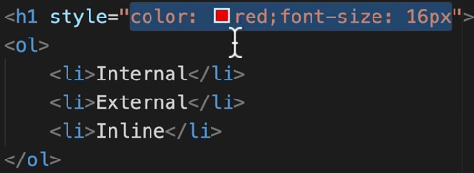 <h1 style="color: red;font-size: 16px">
<ol>
<li>Internal</li>
<li>External</li>
<li>Inline</li>
</ol>